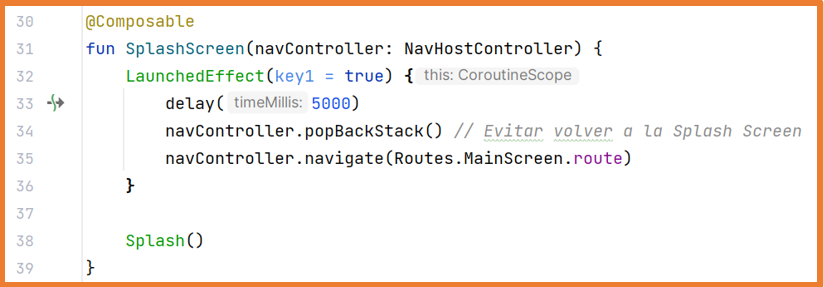 30 @Composable
31 fun SplashScreen(navController: NavHostController) {
32 LaunchedEffect(key1 = true) { this: CoroutineScope
33 delay( timeMillis: 5000)
34 navController.popBackStack() // Evitar volver a la Splash Screen
35 navController.navigate(Routes.MainScreen.route)
36 }
37
38 Splash()
39 }